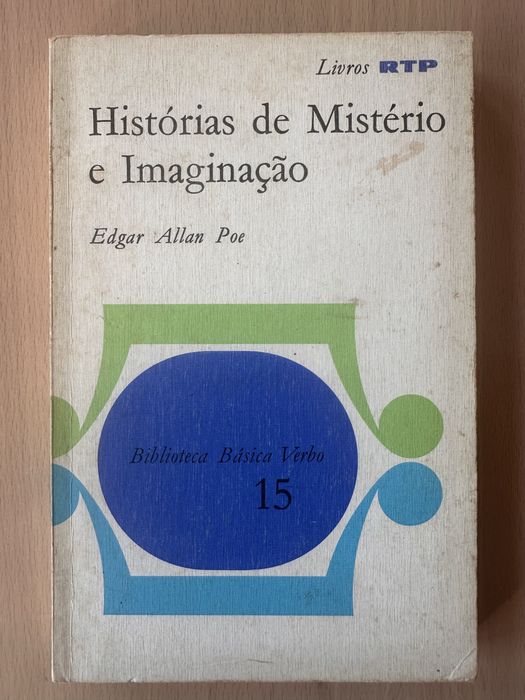 Livros RTP
Histórias de Mistério
e Imaginação
Edgar Allan Poe
Biblioteca Básica Verbo
15